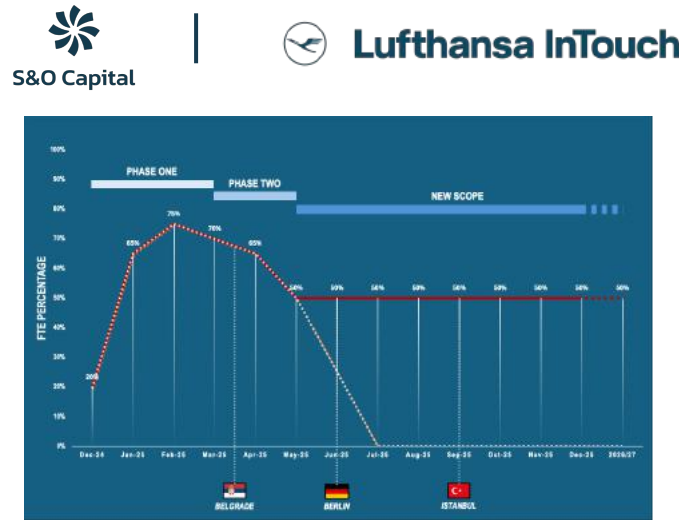 S&O Capital
Lufthansa InTouch
100%
PHASE ONE
90%
PHASE TWO
NEW SCOPE
80%
75%
70%
70%
65%
65%
60%
50%
50%
50%
50%
50%
50%
50%
50%
50%
50%
40%
30%
20%
20%
10%
0%
FTE PERCENTAGE
Dec-24
Jan-25
Feb-25
Mar-25
Apr-25
May-25
Jun-25
Jul-25
Aug-25
Sep-25
Oct-25
Nov-25
Dec-25
2026/27
BELGRADE
BERLIN
ISTANBUL